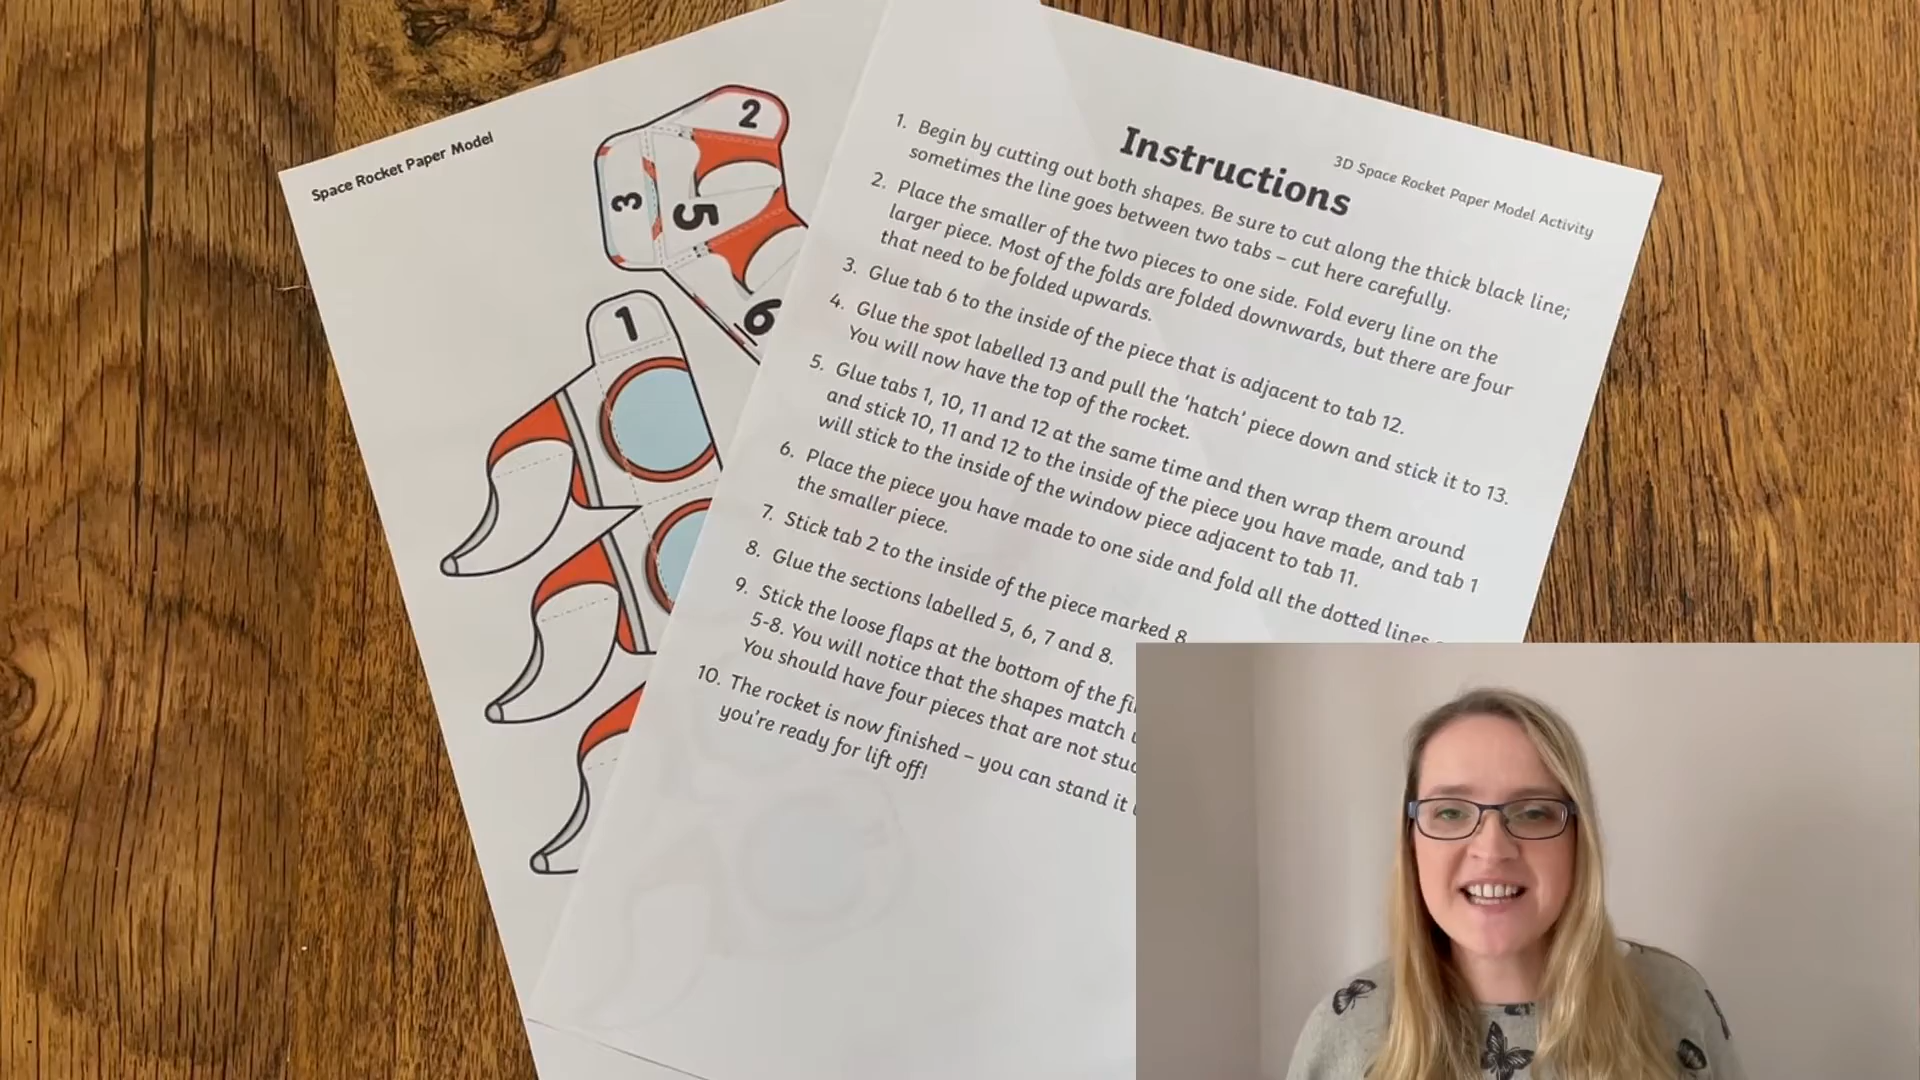 Space Rocket Paper Model
2
3
5
6
1
3D Space Rocket Paper Model Activity
Instructions
1. Begin by cutting out both shapes. Be sure to cut along the thick black line;
sometimes the line goes between two tabs – cut here carefully.
2. Place the smaller of the two pieces to one side. Fold every line on the
larger piece. Most of the folds are folded downwards, but there are four
that need to be folded upwards.
3. Glue tab 6 to the inside of the piece that is adjacent to tab 12.
4. Glue the spot labelled 13 and pull the ‘hatch’ piece down and stick it to 13.
You will now have the top of the rocket.
5. Glue tabs 1, 10, 11 and 12 at the same time and then wrap them around
and stick 10, 11 and 12 to the inside of the piece you have made, and tab 1
will stick to the inside of the window piece adjacent to tab 11.
6. Place the piece you have made to one side and fold all the dotted lines
the smaller piece.
7. Stick tab 2 to the inside of the piece marked 8.
8. Glue the sections labelled 5, 6, 7 and 8.
9. Stick the loose flaps at the bottom of the
5-8. You will notice that the shapes match
You should have four pieces that are not
10. The rocket is now finished – you can stand it
you’re ready for lift off!